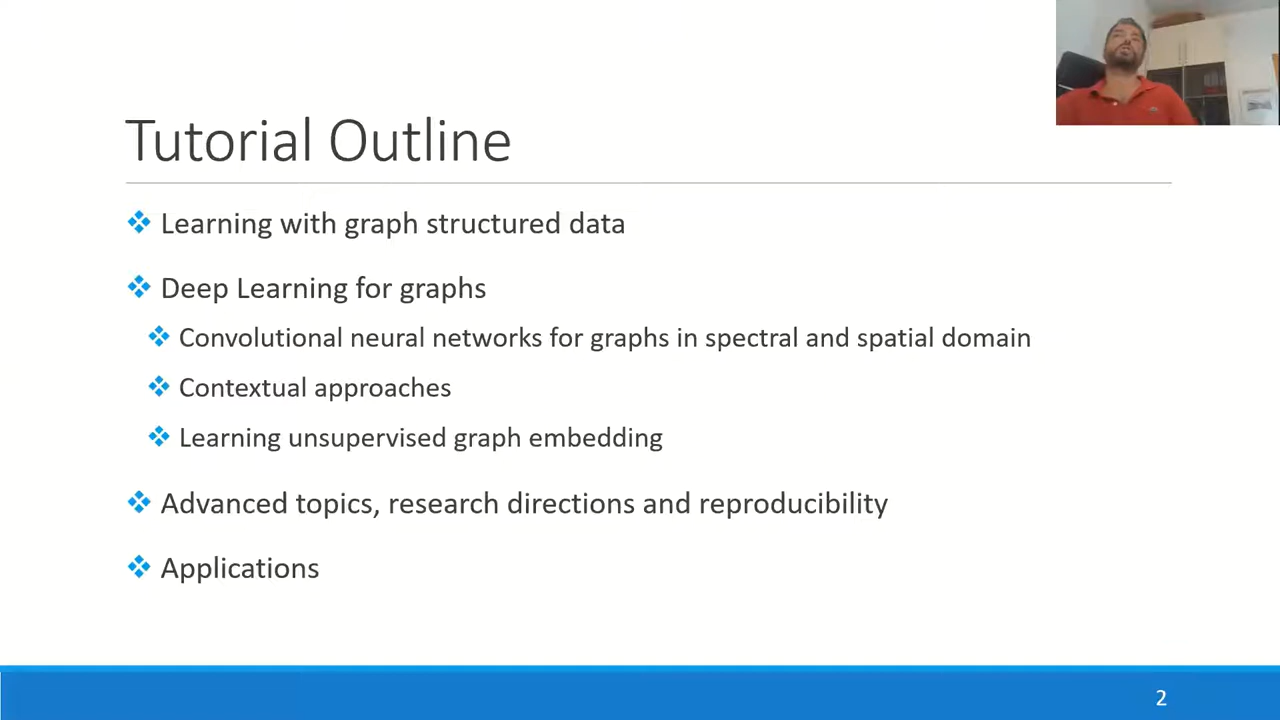 Tutorial Outline
Learning with graph structured data
Deep Learning for graphs
Convolutional neural networks for graphs in spectral and spatial domain
Contextual approaches
Learning unsupervised graph embedding
Advanced topics, research directions and reproducibility
Applications
2